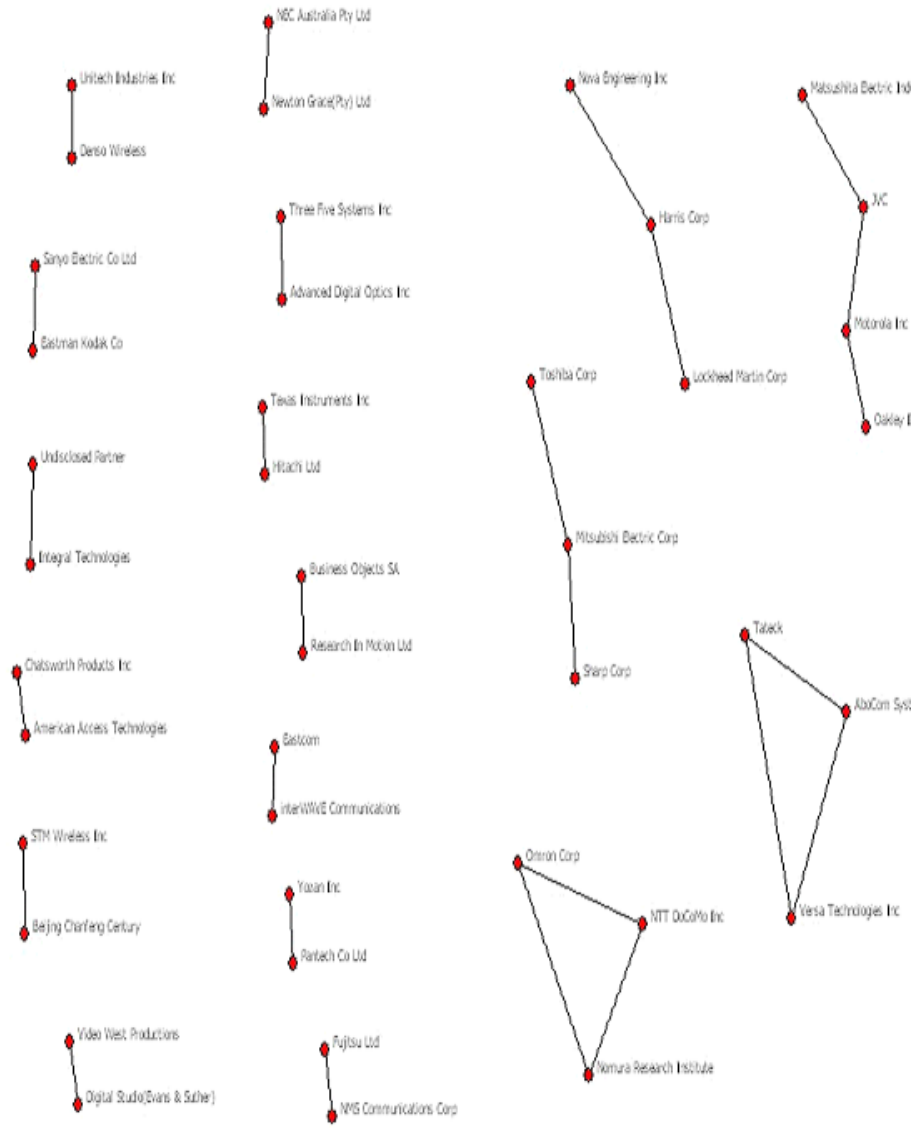 NEC Australia Pty Ltd
Newton Grace(Pty) Ltd
Unitech Industries Inc
Denso Wireless
Nova Engineering Inc
Harris Corp
Lockheed Martin Corp
Matsushita Electric Ind
JVC
Motorola Inc
Oakley I
Three Five Systems Inc
Advanced Digital Optics Inc
Sanyo Electric Co Ltd
Eastman Kodak Co
Texas Instruments Inc
Hitachi Ltd
Toshiba Corp
Mitsubishi Electric Corp
Sharp Corp
Undisclosed Partner
Integral Technologies
Business Objects SA
Research In Motion Ltd
Chatsworth Products Inc
American Access Technologies
Tateck
AboCom Syst
Versa Technologies Inc
Eastcom
interWAVE Communications
STM Wireless Inc
Beijing Chanfeng Century
Yozan Inc
Pantech Co Ltd
Omron Corp
NTT DoCoMo Inc
Nomura Research Institute
Video West Productions
Digital Studio(Evans & Suther)
Fujitsu Ltd
NMS Communications Corp